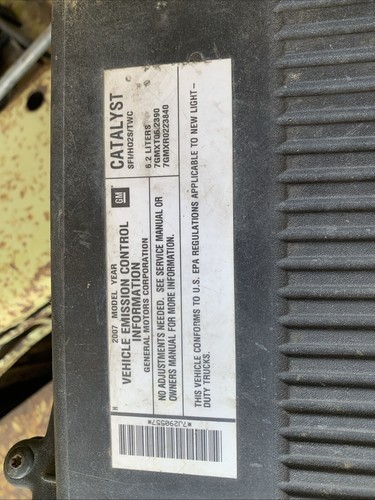 H 2007 MODEL YEAR
VEHICLE EMISSION CONTROL
INFORMATION
GENERAL MOTORS CORPORATION
GM
CATALYST
SFI/HO2S/TWC
NO ADJUSTMENTS NEEDED. SEE SERVICE MANUAL OR
OWNERS MANUAL FOR MORE INFORMATION.
6.2 LITERS
7GMXT06.2390
7GMXR0223840
THIS VEHICLE CONFORMS TO U.S. EPA REGULATIONS APPLICABLE TO NEW LIGHT-
DUTY TRUCKS.
*7J290557*